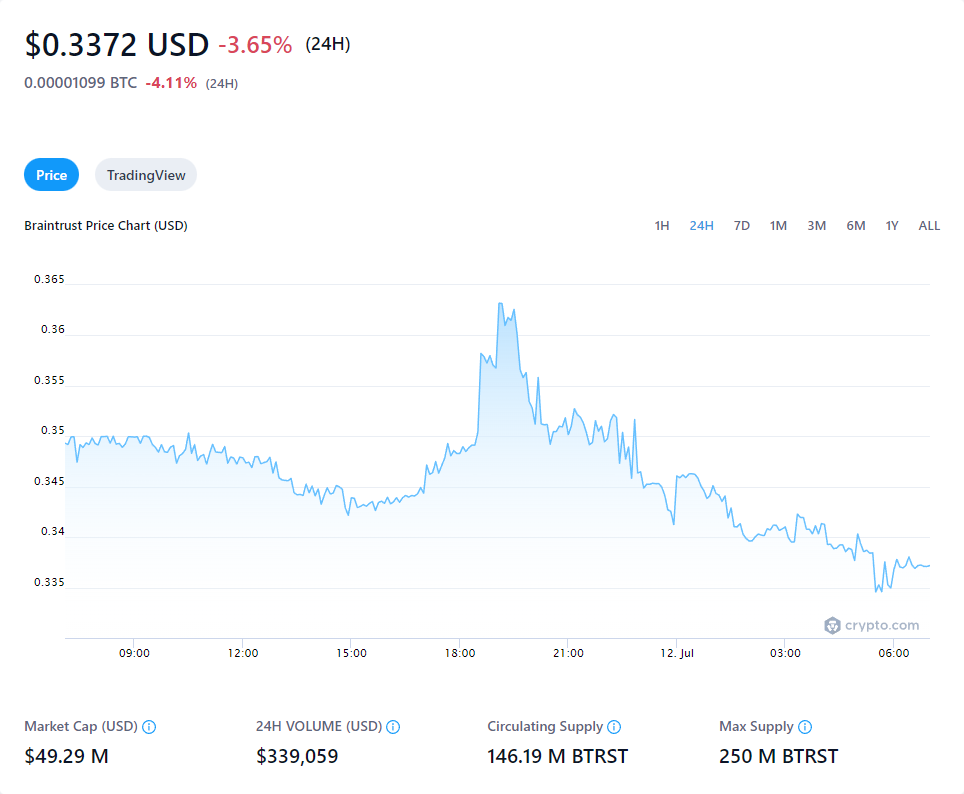 $0.3372 USD -3.65% (24H)
0.00001099 BTC -4.11% (24H)
Price TradingView
Braintrust Price Chart (USD) 1H 24H 7D 1M 3M 6M 1Y ALL
0.365
0.36
0.355
0.35
0.345
0.34
0.335
crypto.com
09:00 12:00 15:00 18:00 21:00 12. Jul 03:00 06:00
Market Cap (USD) 24H VOLUME (USD) Circulating Supply Max Supply
$49.29 M $339,059 146.19 M BTRST 250 M BTRST